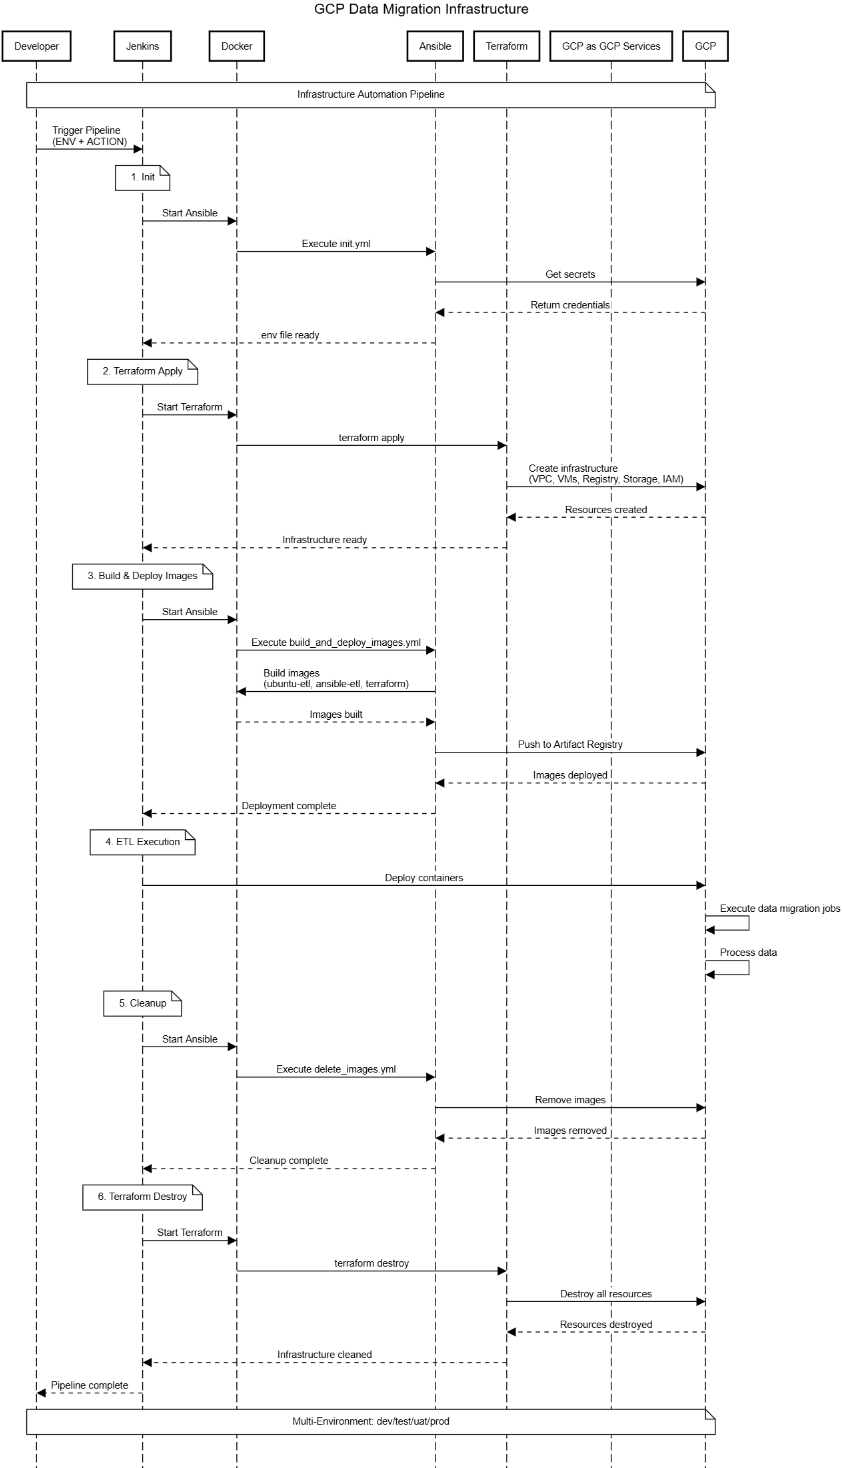 GCP Data Migration Infrastructure
Developer
Jenkins
Docker
Ansible
Terraform
GCP as GCP Services
GCP
Infrastructure Automation Pipeline
Trigger Pipeline
(ENV + ACTION)
1. Init
Start Ansible
Execute init.yml
Get secrets
Return credentials
.env file ready
2. Terraform Apply
Start Terraform
terraform apply
Create infrastructure
(VPC, VMs, Registry, Storage, IAM)
Resources created
Infrastructure ready
3. Build & Deploy Images
Start Ansible
Execute build_and_deploy_images.yml
Build images
(ubuntu-etl, ansible-etl, terraform)
Images built
Push to Artifact Registry
Images deployed
Deployment complete
4. ETL Execution
Deploy containers
Execute data migration jobs
Process data
5. Cleanup
Start Ansible
Execute delete_images.yml
Remove images
Images removed
Cleanup complete
6. Terraform Destroy
Start Terraform
terraform destroy
Destroy all resources
Resources destroyed
Infrastructure cleaned
Pipeline complete
Multi-Environment: dev/test/uat/prod